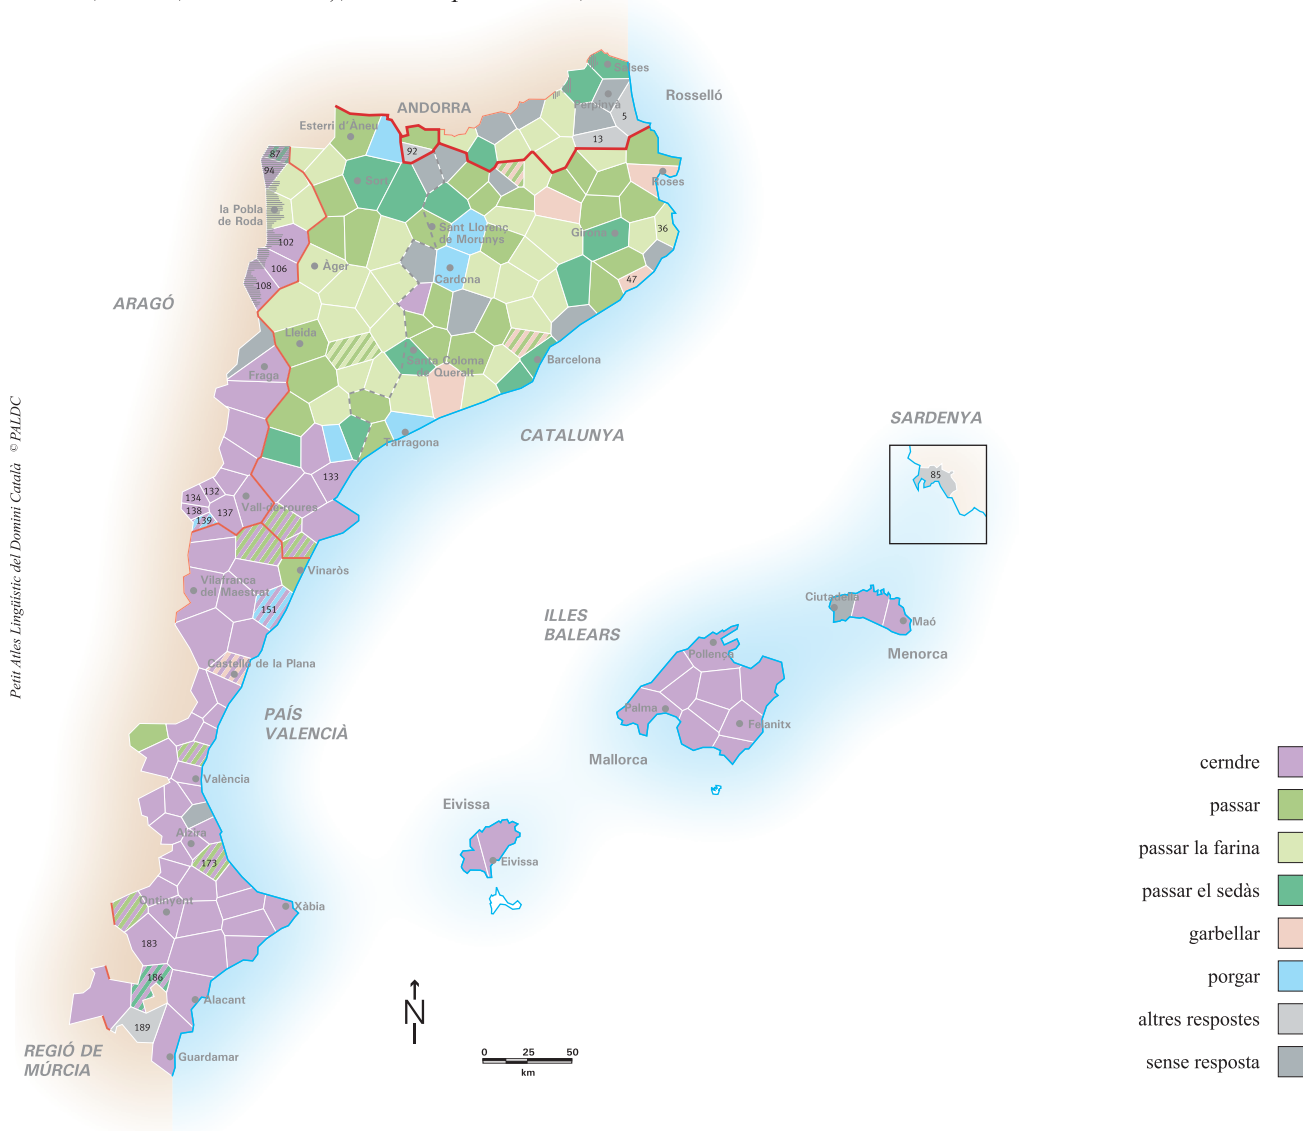 ANDORRA
Rosselló
Salses
Perpinyà
5
13
Esterri d'Àneu
92
87
94
Sort
Roses
la Pobla
de Roda
Sant Llorenç
de Morunys
Girona
36
102
106
108
Àger
Cardona
47
ARAGÓ
Lleida
Santa Coloma
de Queralt
Barcelona
Fraga
Tarragona
CATALUNYA
SARDENYA
85
133
132
134
138
137
139
Vall-de-roures
Vinaròs
Vilafranca
del Maestrat
151
ILLES
BALEARS
Ciutadella
Maó
Menorca
Pollença
Palma
Felanitx
Mallorca
Castelló de la Plana
PAÍS
VALENCIÀ
València
Alzira
173
Eivissa
Eivissa
Ontinyent
Xàbia
183
186
Alacant
189
Guardamar
REGIÓ DE
MÚRCIA
N
0 25 50
km
Petit Atles Lingüístic del Domini Català © PALDC
cerndre
passar
passar la farina
passar el sedàs
garbellar
porgar
altres respostes
sense resposta